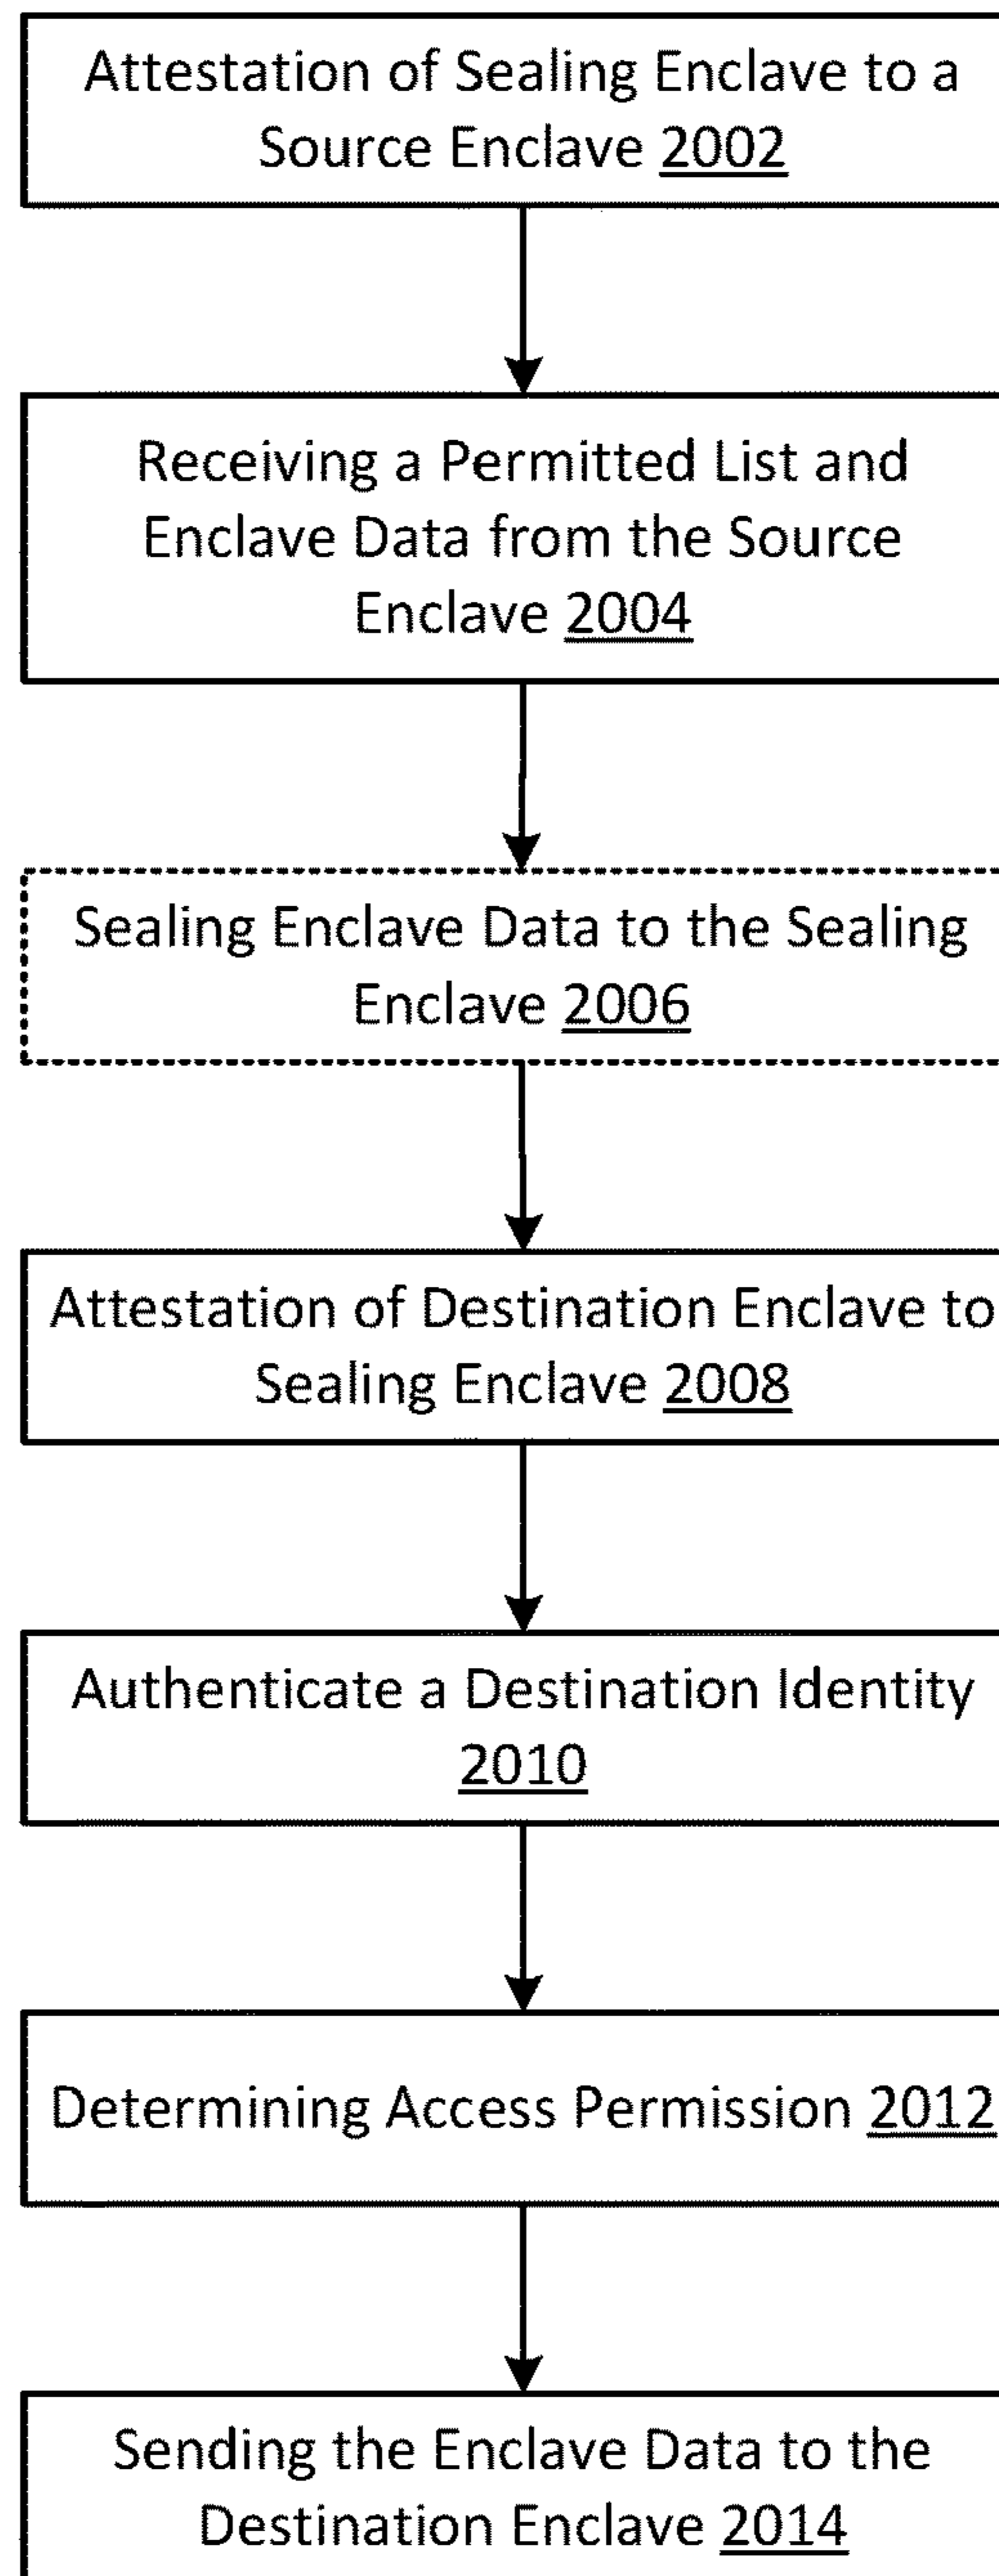 Attestation of Sealing Enclave to a
Source Enclave 2002
Receiving a Permitted List and
Enclave Data from the Source
Enclave 2004
Sealing Enclave Data to the Sealing
Enclave 2006
Attestation of Destination Enclave to
Sealing Enclave 2008
Authenticate a Destination Identity
2010
Determining Access Permission 2012
Sending the Enclave Data to the
Destination Enclave 2014